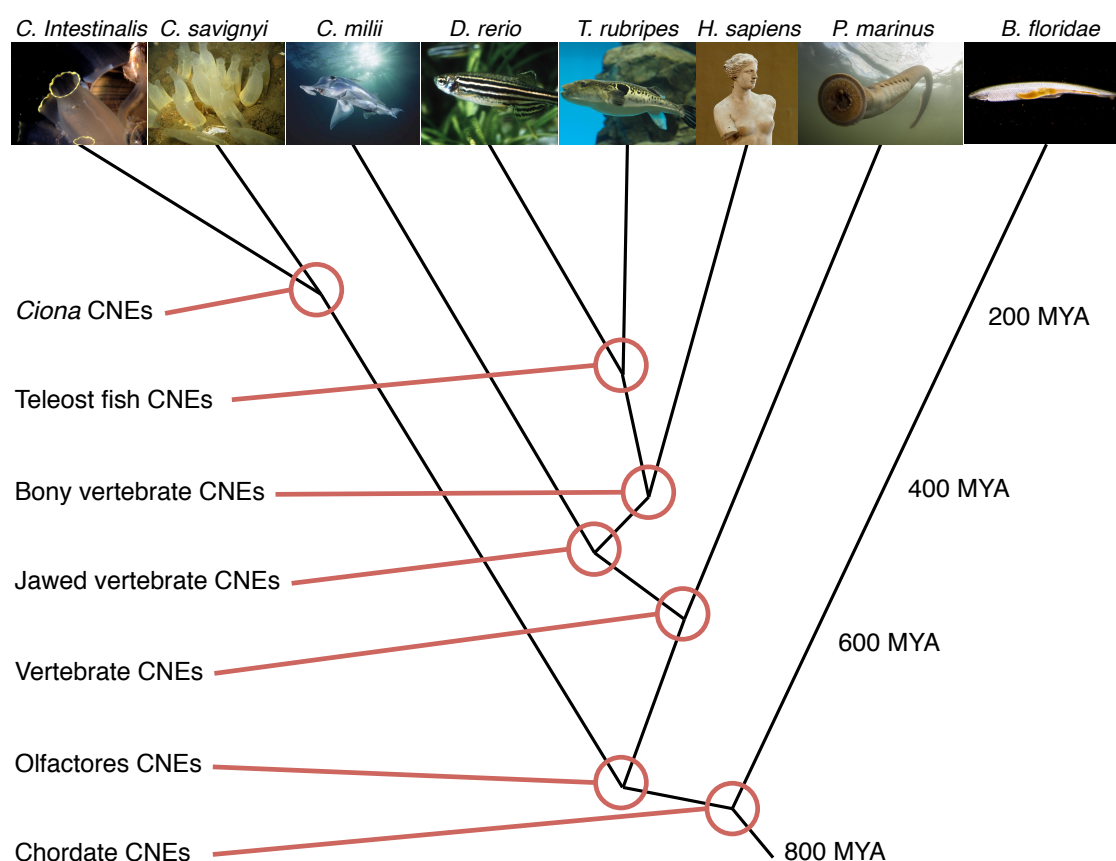 C. Intestinalis C. savignyi C. milii D. rerio T. rubripes H. sapiens P. marinus B. floridae
Ciona CNEs
200 MYA
Teleost fish CNEs
Bony vertebrate CNEs
400 MYA
Jawed vertebrate CNEs
600 MYA
Vertebrate CNEs
Olfactores CNEs
Chordate CNEs
800 MYA